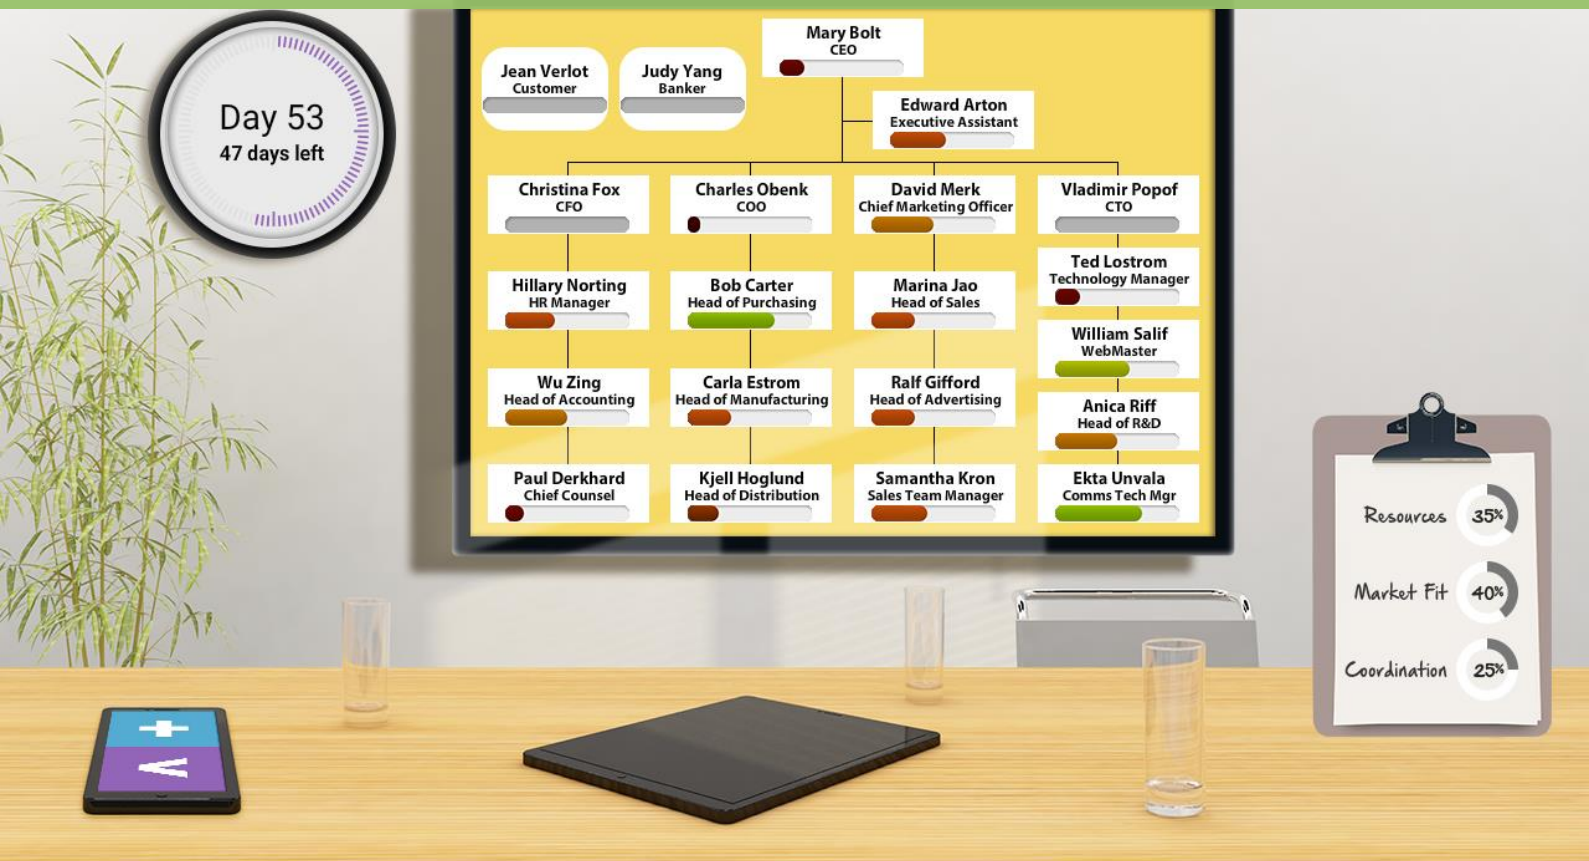 Day 53
47 days left
Jean Verlot
Customer
Judy Yang
Banker
Mary Bolt
CEO
Edward Arton
Executive Assistant
Christina Fox
CFO
Charles Obenk
COO
David Merk
Chief Marketing Officer
Vladimir Popof
CTO
Hillary Norting
HR Manager
Bob Carter
Head of Purchasing
Marina Jao
Head of Sales
Ted Lostrom
Technology Manager
William Salif
WebMaster
Wu Zing
Head of Accounting
Carla Estrom
Head of Manufacturing
Ralf Gifford
Head of Advertising
Anica Riff
Head of R&D
Paul Derkhard
Chief Counsel
Kjell Hoglund
Head of Distribution
Samantha Kron
Sales Team Manager
Ekta Unvala
Comms Tech Mgr
Resources 35%
Market Fit 40%
Coordination 25%